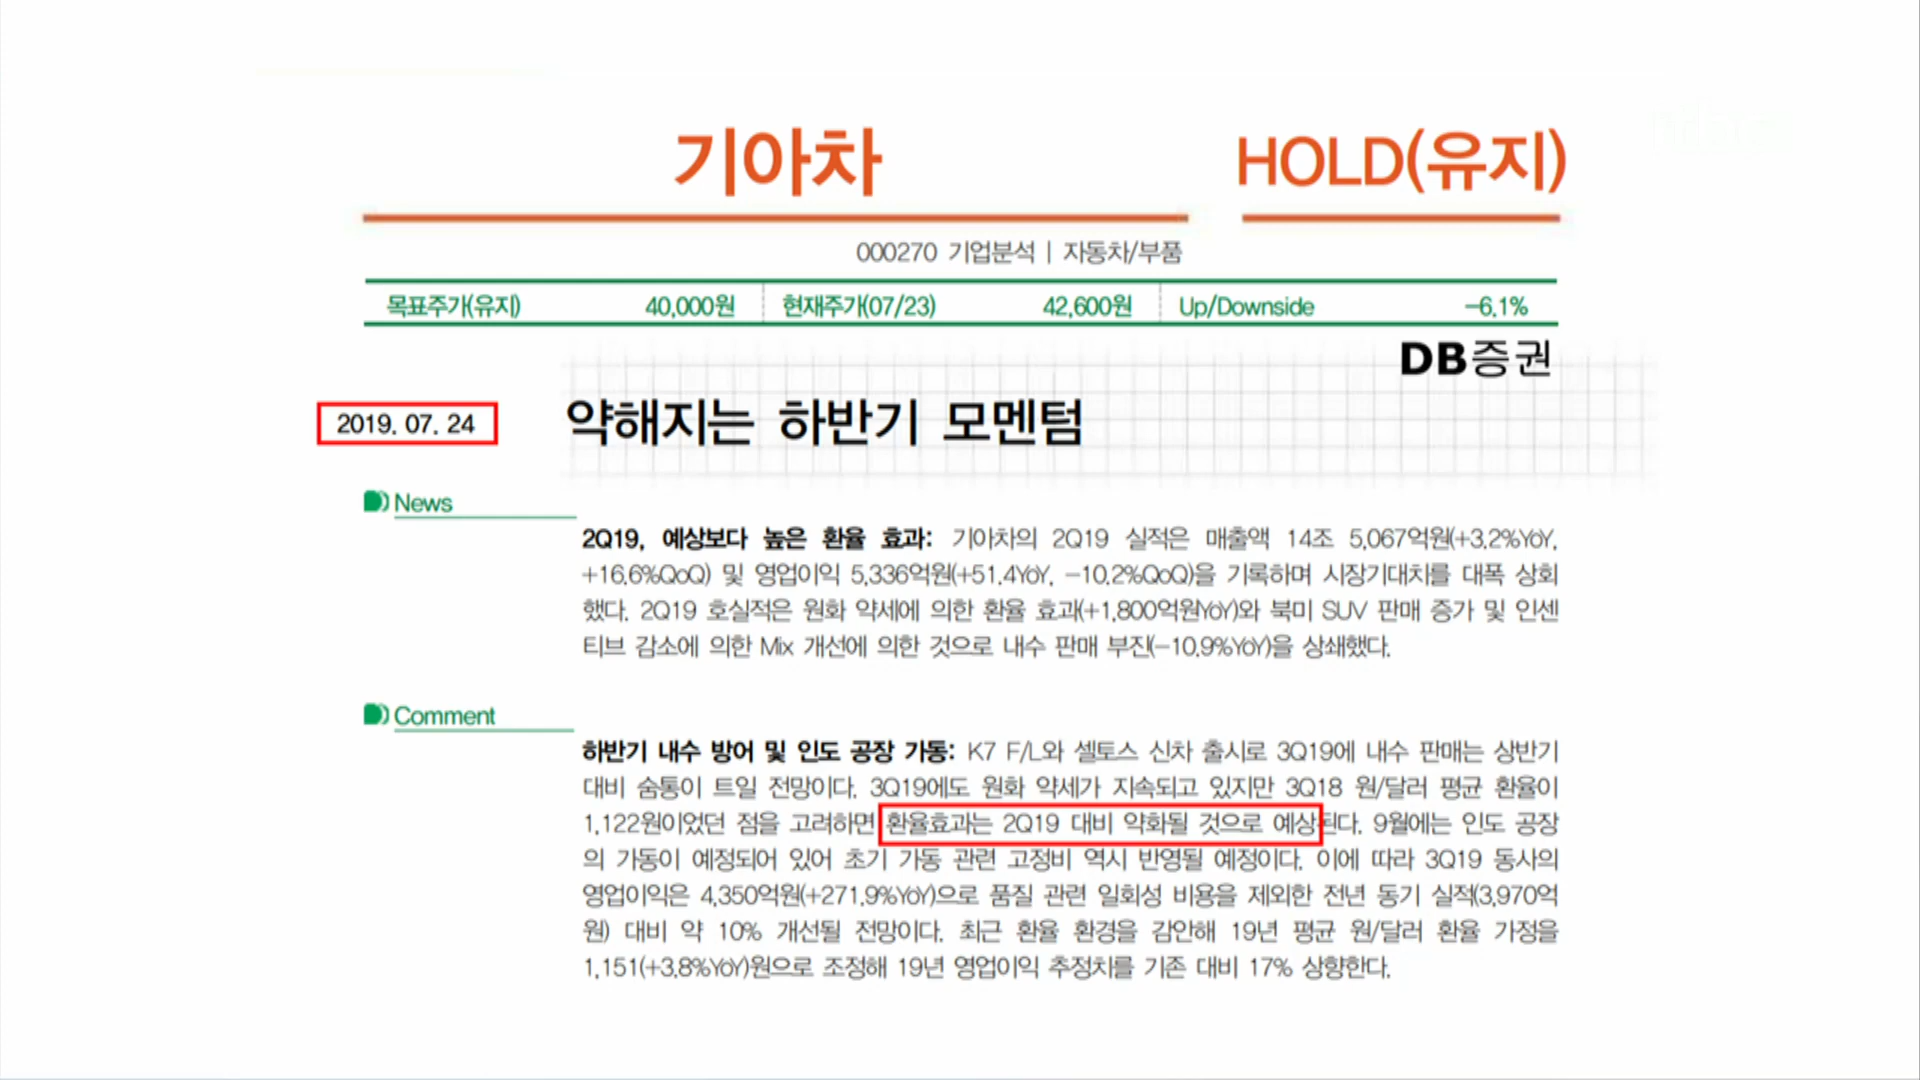 기아차
HOLD(유지)
000270 기업분석 | 자동차/부품
목표주가(유지) 40,000원 현재주가(07/23) 42,600원 Up/Downside -6.1%
DB증권
2019. 07. 24
약해지는 하반기 모멘텀
News
2Q19, 예상보다 높은 환율 효과: 기아차의 2Q19 실적은 매출액 14조 5,067억원(+3.2%YoY,
+16.6%QoQ) 및 영업이익 5,336억원(+51.4YoY, -10.2%QoQ)을 기록하며 시장기대치를 대폭 상회
했다. 2Q19 호실적은 원화 약세에 의한 환율 효과(+1,800억원YoY)와 북미 SUV 판매 증가 및 인센
티브 감소에 의한 Mix 개선에 의한 것으로 내수 판매 부진(-10.9%YoY)을 상쇄했다.
Comment
하반기 내수 방어 및 인도 공장 가동: K7 F/L와 셀토스 신차 출시로 3Q19에 내수 판매는 상반기
대비 숨통이 트일 전망이다. 3Q19에도 원화 약세가 지속되고 있지만 3Q18 원/달러 평균 환율이
1,122원이었던 점을 고려하면 환율효과는 2Q19 대비 약화될 것으로 예상된다. 9월에는 인도 공장
의 가동이 예정되어 있어 초기 가동 관련 고정비 역시 반영될 예정이다. 이에 따라 3Q19 동사의
영업이익은 4,350억원(+271.9%YoY)으로 품질 관련 일회성 비용을 제외한 전년 동기 실적(3,970억
원) 대비 약 10% 개선될 전망이다. 최근 환율 환경을 감안해 19년 평균 원/달러 환율 가정을
1,151(+3.8%YoY)원으로 조정해 19년 영업이익 추정치를 기존 대비 17% 상향한다.